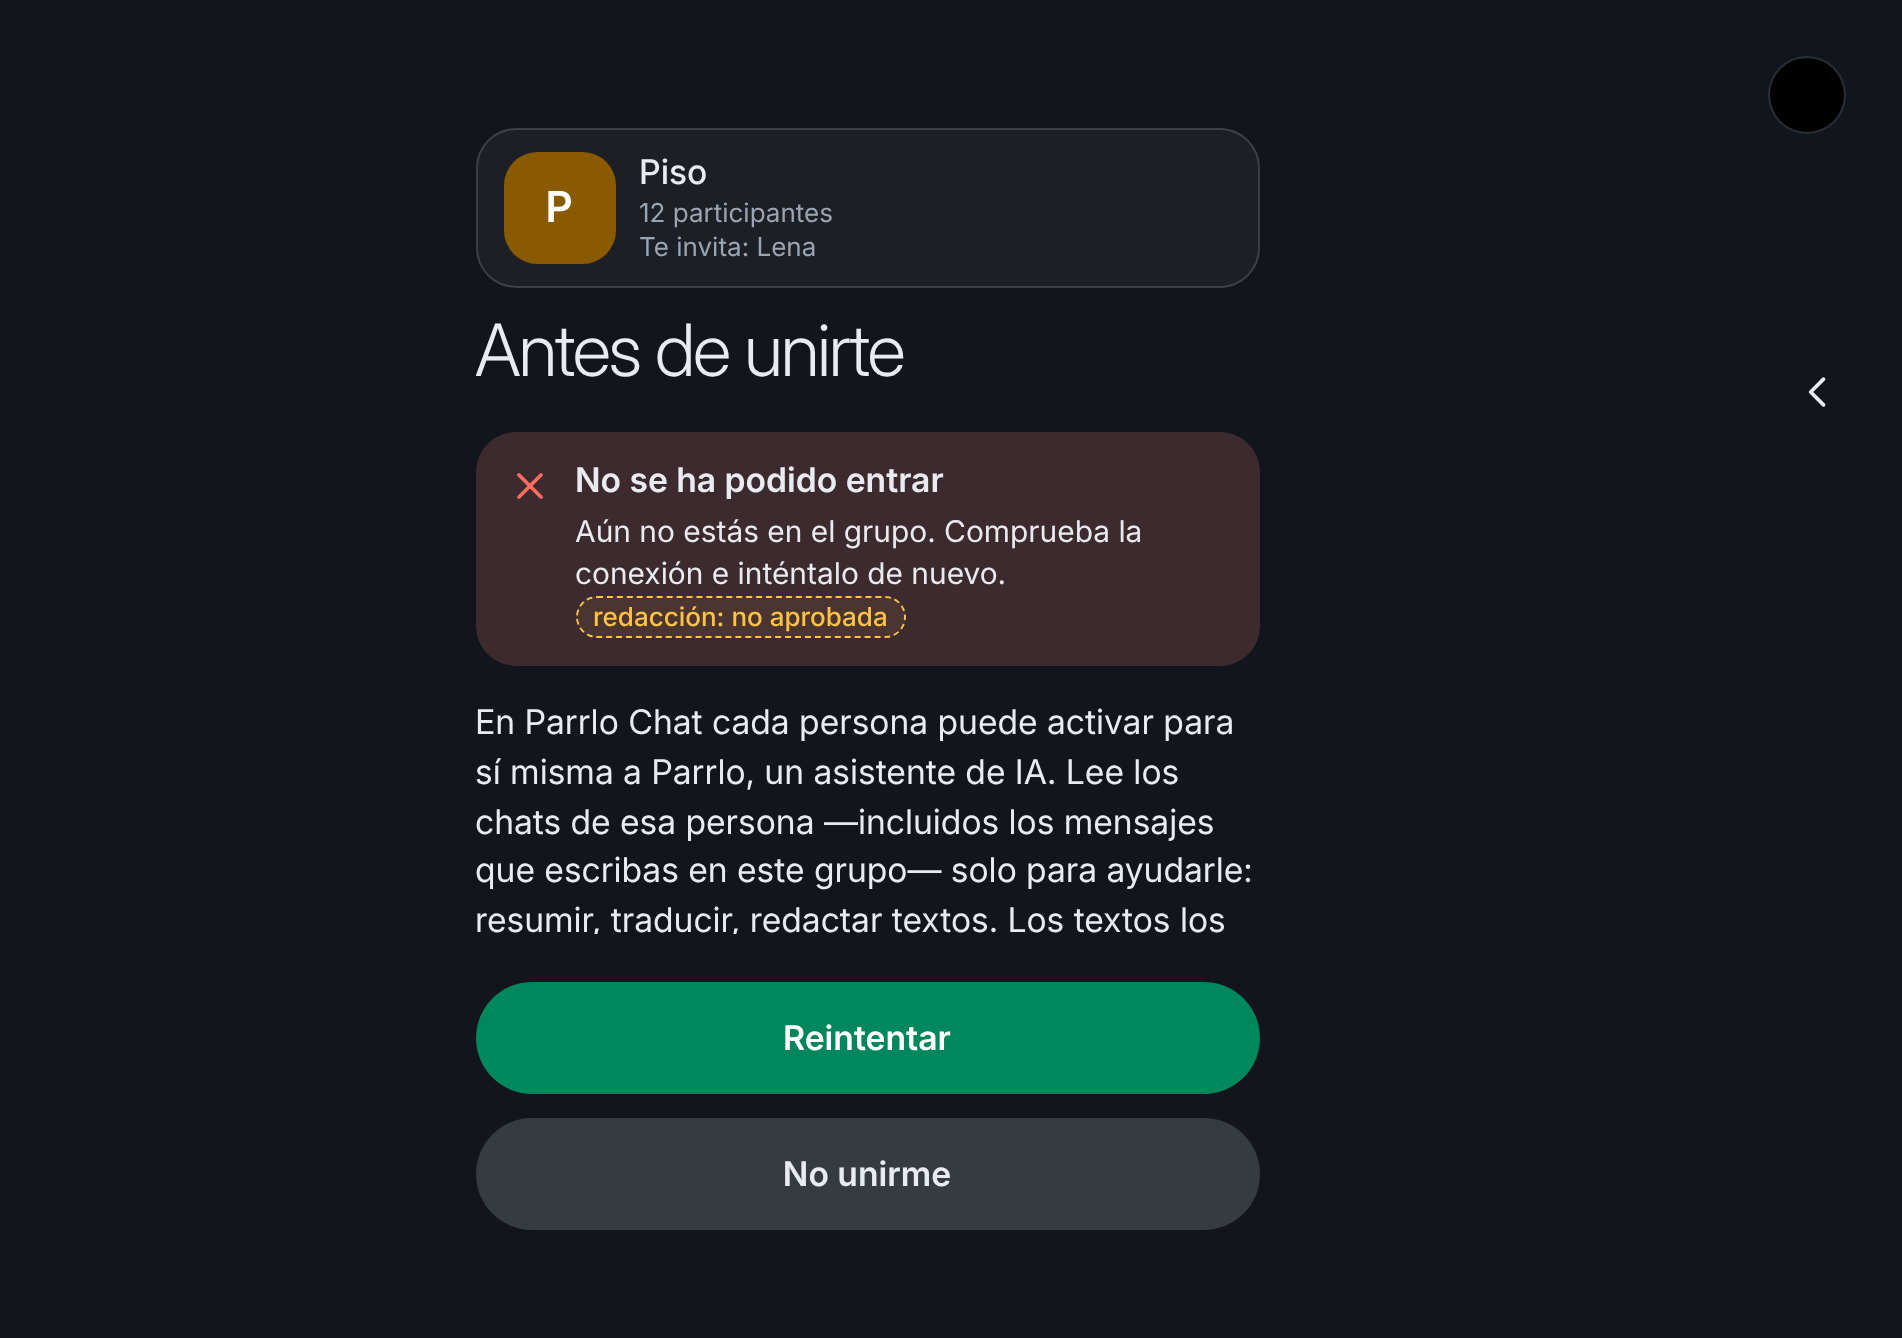 P
Piso
12 participantes
Te invita: Lena
Antes de unirte
No se ha podido entrar
Aún no estás en el grupo. Comprueba la
conexión e inténtalo de nuevo.
redacción: no aprobada
En Parrlo Chat cada persona puede activar para
sí misma a Parrlo, un asistente de IA. Lee los
chats de esa persona —incluidos los mensajes
que escribas en este grupo— solo para ayudarle:
resumir, traducir, redactar textos. Los textos los
Reintentar
No unirme